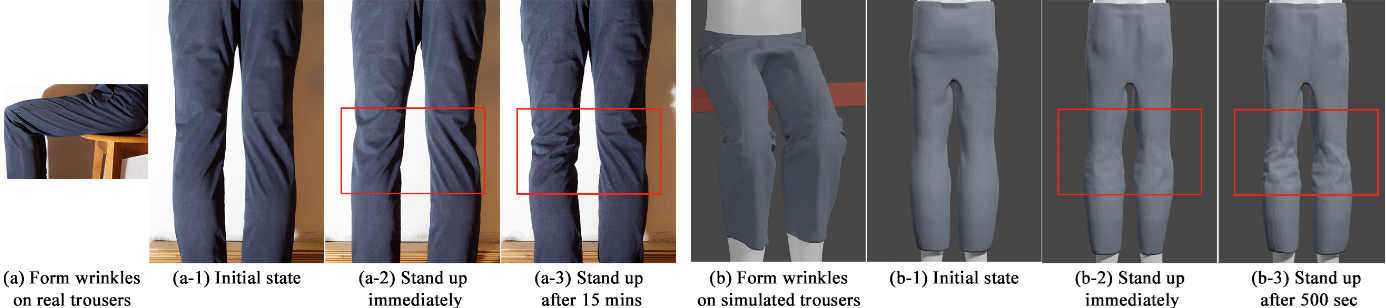 (a) Form wrinkles
on real trousers
(a-1) Initial state
(a-2) Stand up
immediately
(a-3) Stand up
after 15 mins
(b) Form wrinkles
on simulated trousers
(b-1) Initial state
(b-2) Stand up
immediately
(b-3) Stand up
after 500 sec